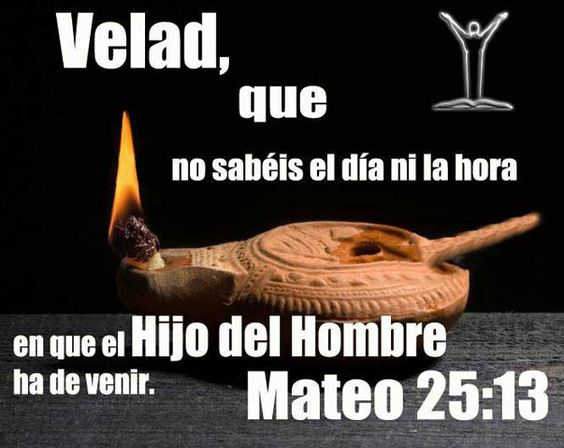 Velad,
que
no sabéis el día ni la hora
en que el Hijo del Hombre
ha de venir.
Mateo 25:13